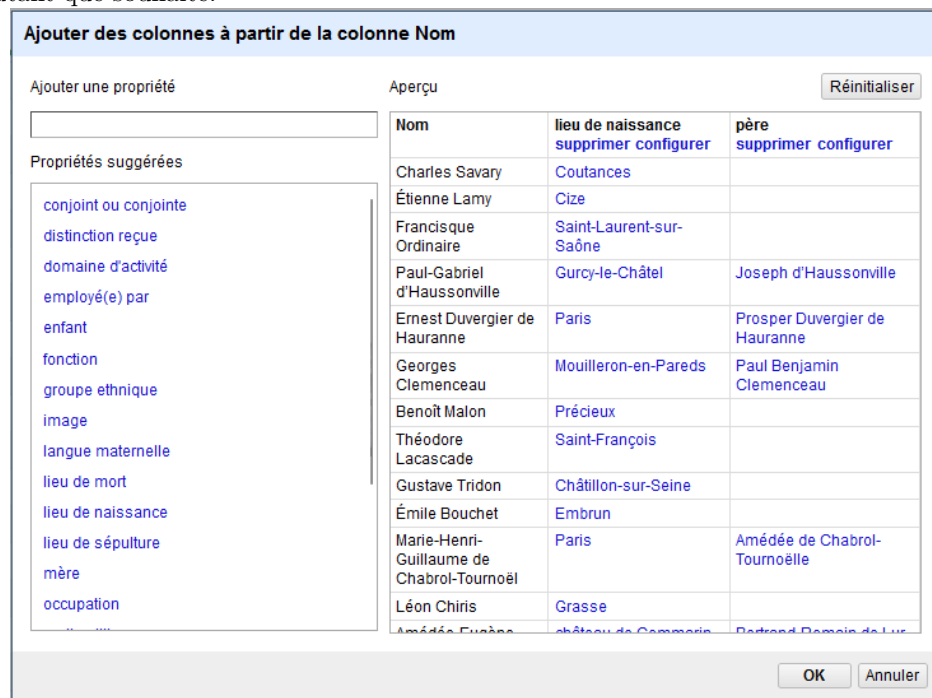 Ajouter des colonnes à partir de la colonne Nom
Ajouter une propriété
Propriétés suggérées
conjoint ou conjointe
distinction reçue
domaine d'activité
employé(e) par
enfant
fonction
groupe ethnique
image
langue maternelle
lieu de mort
lieu de naissance
lieu de sépulture
mère
occupation
Aperçu
Réinitialiser
Nom lieu de naissance père
supprimer configurer supprimer configurer
Charles Savary Coutances
Étienne Lamy Cize
Francisque Saint-Laurent-sur-
Ordinaire Saône
Paul-Gabriel Gurcy-le-Châtel Joseph d'Haussonville
d'Haussonville
Ernest Duvergier de Paris Prosper Duvergier de
Hauranne Hauranne
Georges Mouilleron-en-Pareds Paul Benjamin
Clemenceau Clemenceau
Benoît Malon Précieux
Théodore Saint-François
Lacascade
Gustave Tridon Châtillon-sur-Seine
Émile Bouchet Embrun
Marie-Henri- Paris Amédée de Chabrol-
Guillaume de Tournoëlle
Chabrol-Tournoël
Léon Chiris Grasse
OK Annuler